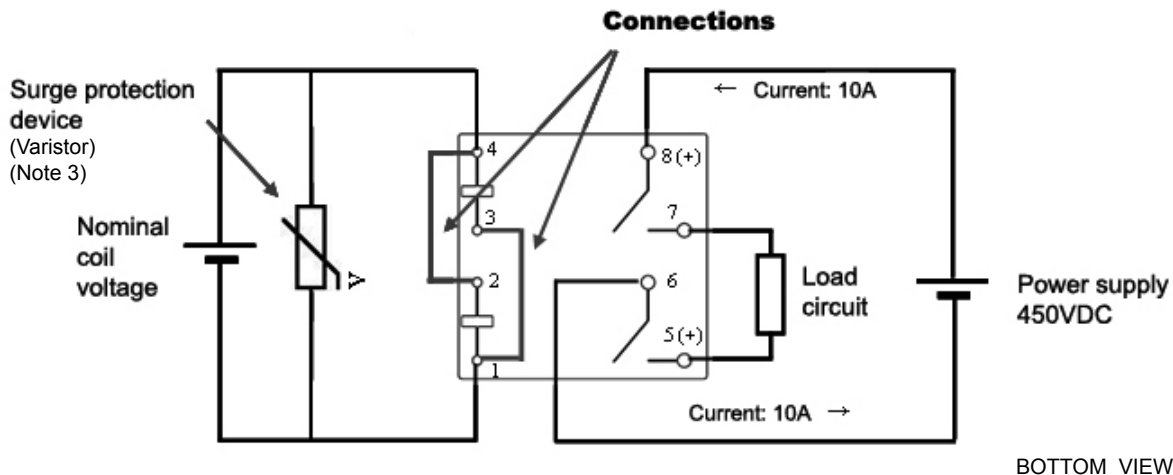 Connections
Surge protection
device
(Varistor)
(Note 3)
← Current: 10A
4
8(+)
3
7
Nominal
coil
voltage
V
2
6
Load
circuit
Power supply
450VDC
5(+)
1
Current: 10A →
BOTTOM VIEW